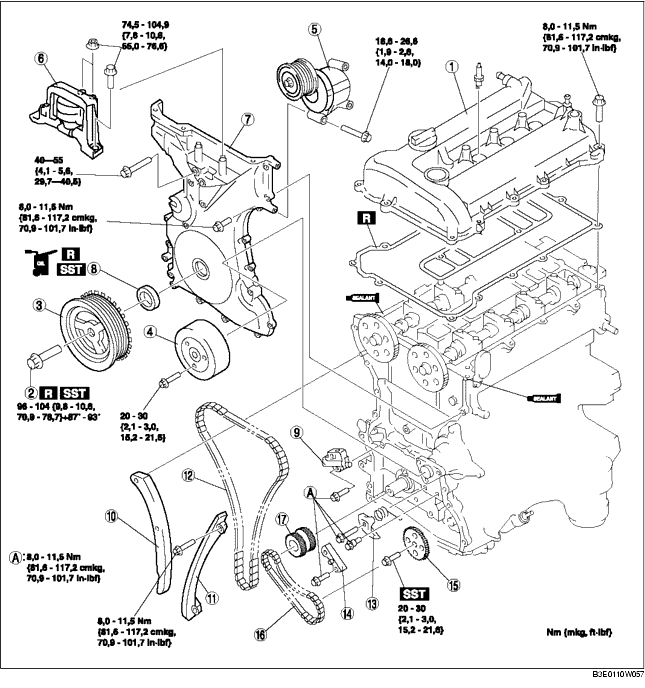 74,5 - 104,9
{7,6 - 10,6,
55,0 - 76,6}
6
5
18,6 - 26,6
{1,9 - 2,6,
14,0 - 18,0}
1
8,0 - 11,5 Nm
{81,6 - 117,2 cmkg,
70,9 - 101,7 in-lbf}
7
40—55
{4,1 - 5,6,
29,7—40,5}
8,0 - 11,5 Nm
{81,6 - 117,2 cmkg,
70,9 - 101,7 in-lbf}
R
OIL
R
SST
8
3
SEALANT
4
2
R SST
96 - 104 {9,8 - 10,6,
70,9 - 76,7}+87° - 93°
SEALANT
20 - 30
{2,1 - 3,0,
15,2 - 21,6}
9
12
A
10
17
A : 8,0 - 11,5 Nm
{81,6 - 117,2 cmkg,
70,9 - 101,7 in-lbf}
11
14
13
15
SST
20 - 30
{2,1 - 3,0,
15,2 - 21,6}
16
8,0 - 11,5 Nm
{81,6 - 117,2 cmkg,
70,9 - 101,7 in-lbf}
Nm {mkg, ft-lbf}
B3E0110W057